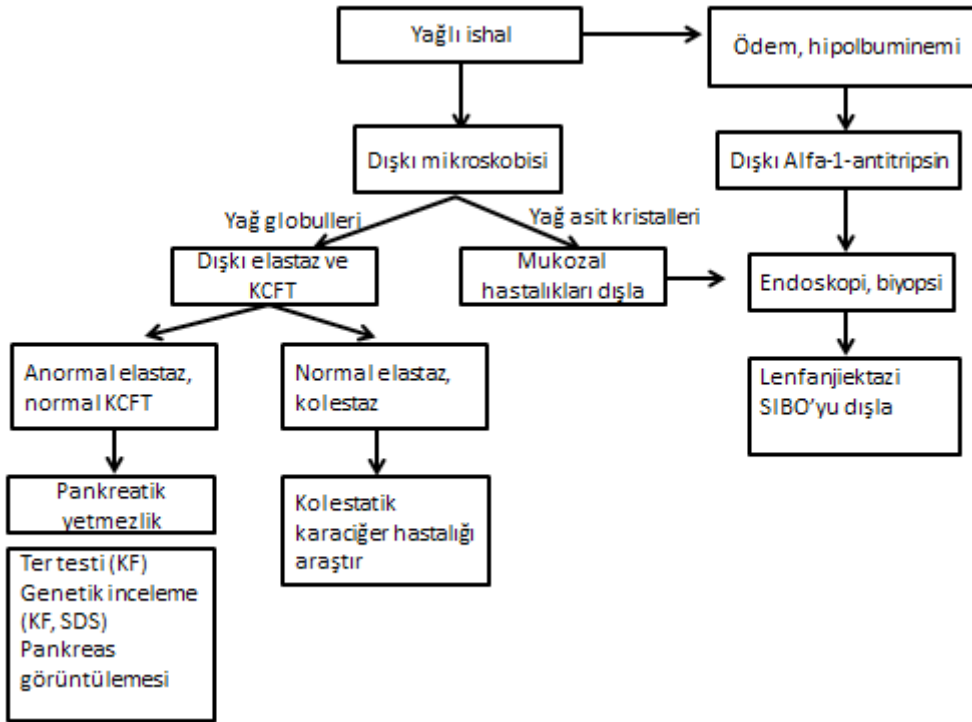 Yağlı ishal
Ödem, hipolbuminemi
Dışkı mikroskobisi
Dışkı Alfa-1-antitripsin
Yağ globulleri
Yağ asit kristalleri
Dışkı elastaz ve
KCFT
Mukozal
hastalıkları dışla
Endoskopi, biyopsi
Anormal elastaz,
normal KCFT
Normal elastaz,
kolestaz
Lenfanjiektazi
SIBO’yu dışla
Pankreatik
yetmezlik
Kolestatik
karaciğer hastalığı
araştır
Ter testi (KF)
Genetik inceleme
(KF, SDS)
Pankreas
görüntülemesi